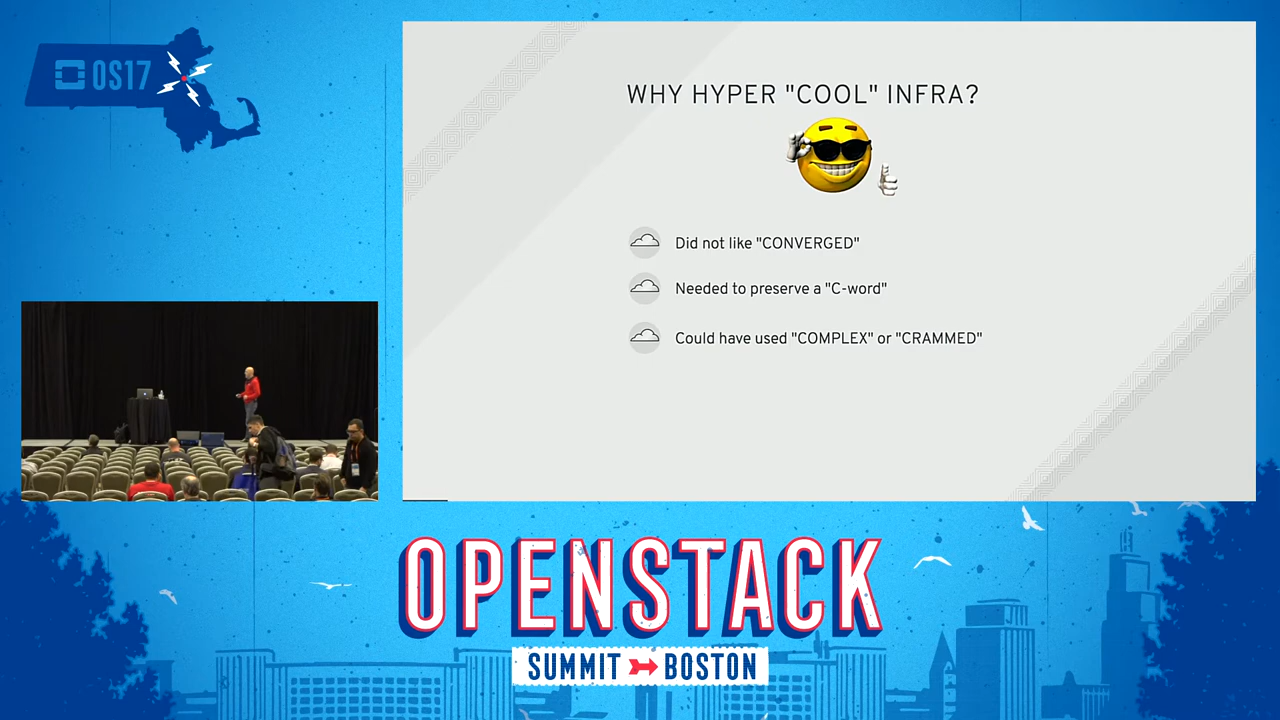 OS17
WHY HYPER "COOL" INFRA?
Did not like "CONVERGED"
Needed to preserve a "C-word"
Could have used "COMPLEX" or "CRAMMED"
OPENSTACK
SUMMIT BOSTON